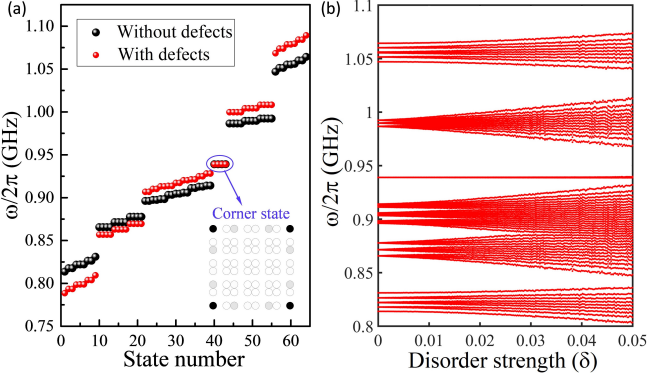 (a)
Without defects
With defects
Corner state
ω/2π (GHz)
1.10
1.05
1.00
0.95
0.90
0.85
0.80
0.75
0 10 20 30 40 50 60
State number
(b)
ω/2π (GHz)
1.1
1.05
1
0.95
0.9
0.85
0.8
0 0.01 0.02 0.03 0.04 0.05
Disorder strength (δ)